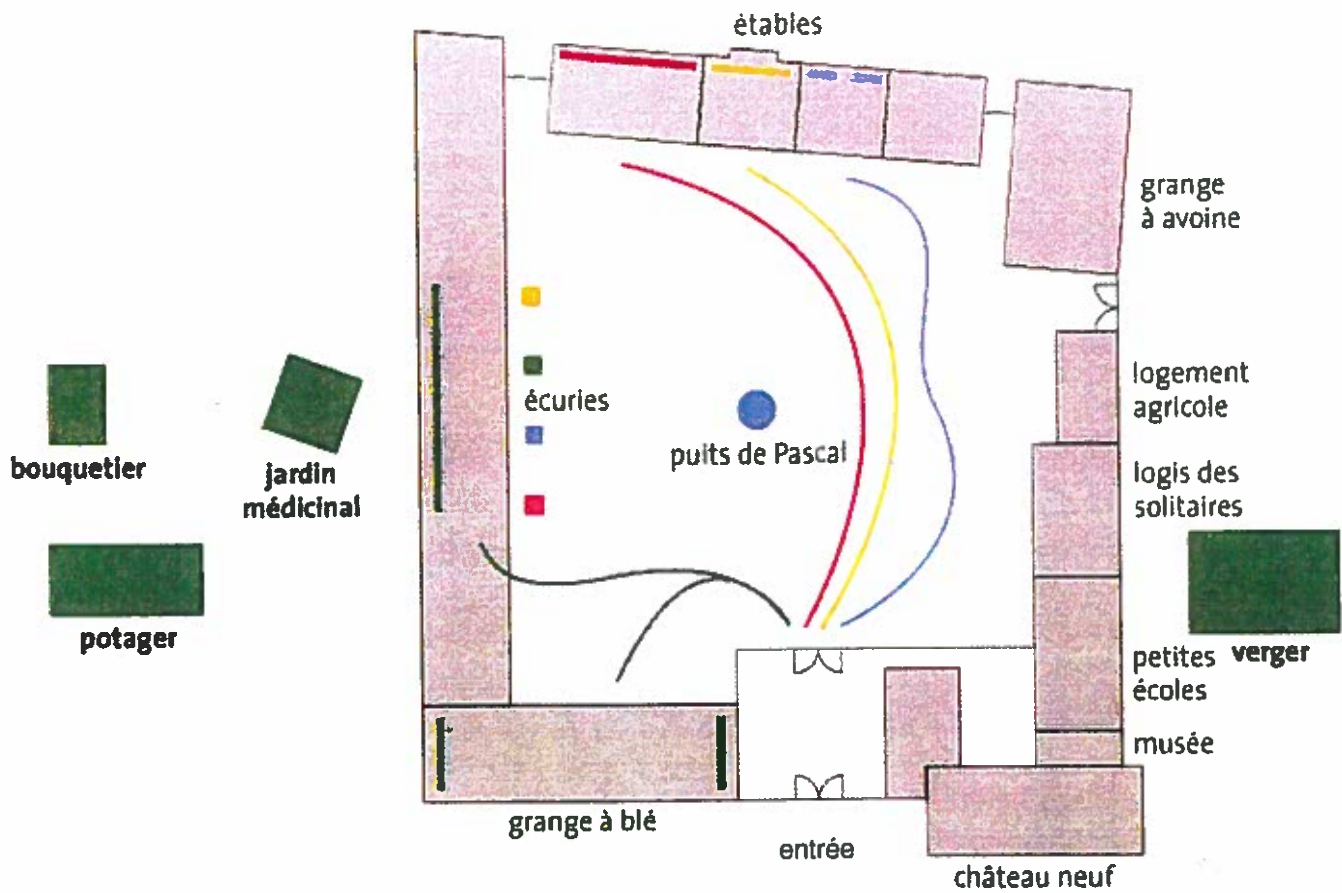 étables
grange
à avoine
écuries
logement
agricole
puits de Pascal
bouquetier
jardin
médicinal
logis des
solitaires
potager
petites
écoles
verger
musée
grange à blé
entrée
château neuf